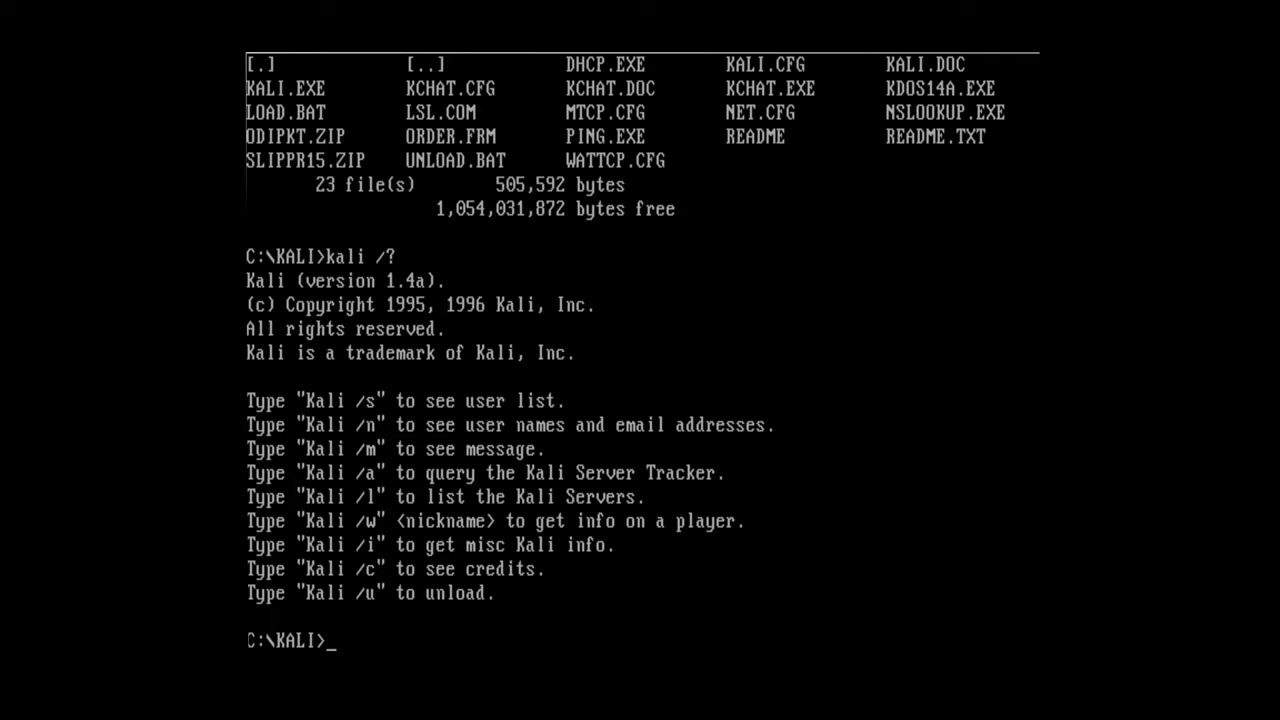 [.] [..] DHCP.EXE KALI.CFG KALI.DOC
KALI.EXE KCHAT.CFG KCHAT.DOC KCHAT.EXE KDOS14A.EXE
LOAD.BAT LSL.COM MTCP.CFG NET.CFG NSLOOKUP.EXE
ODIPKT.ZIP ORDER.FRM PING.EXE README README.TXT
SLIPPR15.ZIP UNLOAD.BAT WATTCP.CFG
23 file(s) 505,592 bytes
1,054,031,872 bytes free
C:\KALI>kali /?
Kali (version 1.4a).
(c) Copyright 1995, 1996 Kali, Inc.
All rights reserved.
Kali is a trademark of Kali, Inc.
Type "Kali /s" to see user list.
Type "Kali /n" to see user names and email addresses.
Type "Kali /m" to see message.
Type "Kali /a" to query the Kali Server Tracker.
Type "Kali /l" to list the Kali Servers.
Type "Kali /w" <nickname> to get info on a player.
Type "Kali /i" to get misc Kali info.
Type "Kali /c" to see credits.
Type "Kali /u" to unload.
C:\KALI>_